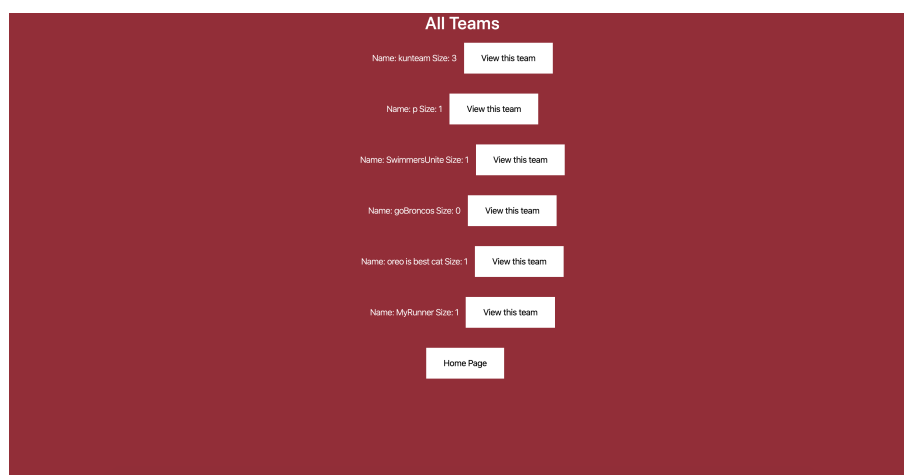 All Teams
Name: kunteam Size: 3 View this team
Name: p Size: 1 View this team
Name: SwimmersUnite Size: 1 View this team
Name: goBroncos Size: 0 View this team
Name: oreo is best cat Size: 1 View this team
Name: MyRunner Size: 1 View this team
Home Page